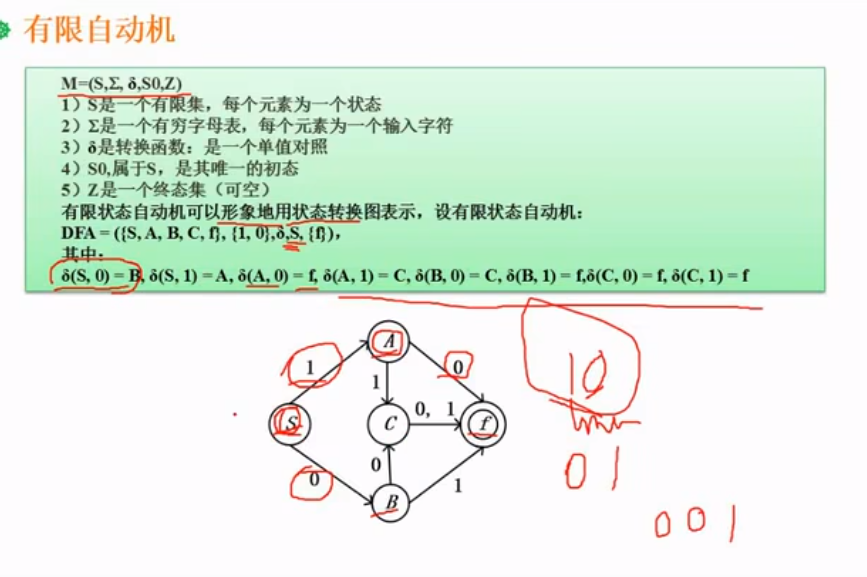 有限自动机
M=(S,Σ, δ,S0,Z)
1）S是一个有限集，每个元素为一个状态
2）Σ是一个有穷字母表，每个元素为一个输入字符
3）δ是转换函数：是一个单值对照
4）S0,属于S，是其唯一的初态
5）Z是一个终态集（可空）
有限状态自动机可以形象地用状态转换图表示，设有限状态自动机：
DFA = ({S, A, B, C, f}, {1, 0},δ,S, {f})，
其中：
δ(S, 0) = B, δ(S, 1) = A, δ(A, 0) = f, δ(A, 1) = C, δ(B, 0) = C, δ(B, 1) = f,δ(C, 0) = f, δ(C, 1) = f
A
1
0
10
1
S
C
0, 1
f
0
0
1
01
B
001